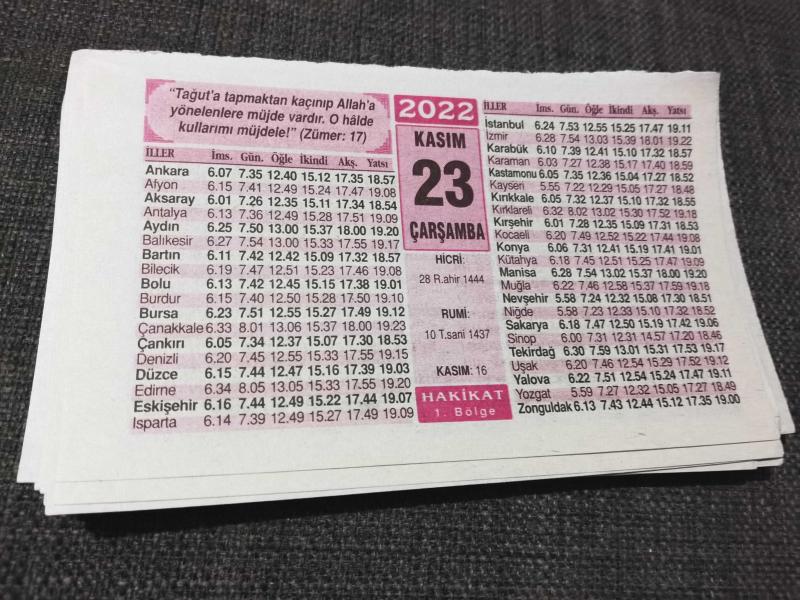 “Tağut'a tapmaktan kaçınıp Allah'a
yönelenlere müjde vardır. O hâlde
kullarımı müjdele!” (Zümer: 17)
İLLER İms. Gün. Öğle İkindi Akş. Yatsı
Ankara 6.07 7.35 12.40 15.12 17.35 18.57
Afyon 6.15 7.41 12.49 15.24 17.47 19.08
Aksaray 6.01 7.26 12.35 15.11 17.34 18.54
Antalya 6.13 7.36 12.49 15.28 17.51 19.09
Aydın 6.25 7.50 13.00 15.37 18.00 19.20
Balıkesir 6.27 7.54 13.00 15.33 17.55 19.17
Bartın 6.11 7.42 12.42 15.09 17.32 18.57
Bilecik 6.19 7.47 12.51 15.23 17.46 19.08
Bolu 6.13 7.42 12.45 15.15 17.38 19.01
Burdur 6.15 7.40 12.50 15.28 17.50 19.10
Bursa 6.23 7.51 12.55 15.27 17.49 19.12
Çanakkale 6.33 8.01 13.06 15.37 18.00 19.23
Çankırı 6.05 7.34 12.37 15.07 17.30 18.53
Denizli 6.20 7.45 12.55 15.33 17.55 19.15
Düzce 6.15 7.44 12.47 15.16 17.39 19.03
Edirne 6.34 8.05 13.05 15.33 17.55 19.20
Eskişehir 6.16 7.44 12.49 15.22 17.44 19.07
Isparta 6.14 7.39 12.49 15.27 17.49 19.09
2022
KASIM
23
ÇARŞAMBA
HİCRİ:
28 R.ahir 1444
RUMİ:
10 T.sani 1437
KASIM: 16
HAKİKAT
1. Bölge
İLLER İms. Gün. Öğle İkindi Akş. Yatsı
İstanbul 6.24 7.53 12.55 15.25 17.47 19.11
İzmir 6.28 7.54 13.03 15.39 18.01 19.22
Karabük 6.10 7.39 12.41 15.10 17.32 18.57
Karaman 6.03 7.27 12.38 15.17 17.40 18.59
Kastamonu 6.05 7.35 12.36 15.04 17.27 18.52
Kayseri 5.55 7.22 12.29 15.05 17.27 18.48
Kırıkkale 6.05 7.32 12.37 15.10 17.32 18.55
Kırklareli 6.32 8.02 13.02 15.30 17.52 19.18
Kırşehir 6.01 7.28 12.35 15.09 17.31 18.53
Kocaeli 6.20 7.49 12.52 15.22 17.44 19.08
Konya 6.06 7.31 12.41 15.19 17.41 19.01
Kütahya 6.18 7.45 12.51 15.25 17.47 19.09
Manisa 6.28 7.54 13.02 15.37 18.00 19.20
Muğla 6.22 7.46 12.58 15.37 17.59 19.18
Nevşehir 5.58 7.24 12.32 15.08 17.30 18.51
Niğde 5.58 7.23 12.33 15.10 17.32 18.52
Sakarya 6.18 7.47 12.50 15.19 17.42 19.06
Sinop 6.00 7.31 12.31 14.57 17.20 18.46
Tekirdağ 6.30 7.59 13.01 15.31 17.53 19.17
Uşak 6.20 7.46 12.54 15.29 17.52 19.12
Yalova 6.22 7.51 12.54 15.24 17.47 19.11
Yozgat 5.59 7.27 12.32 15.05 17.27 18.49
Zonguldak 6.13 7.43 12.44 15.12 17.35 19.00